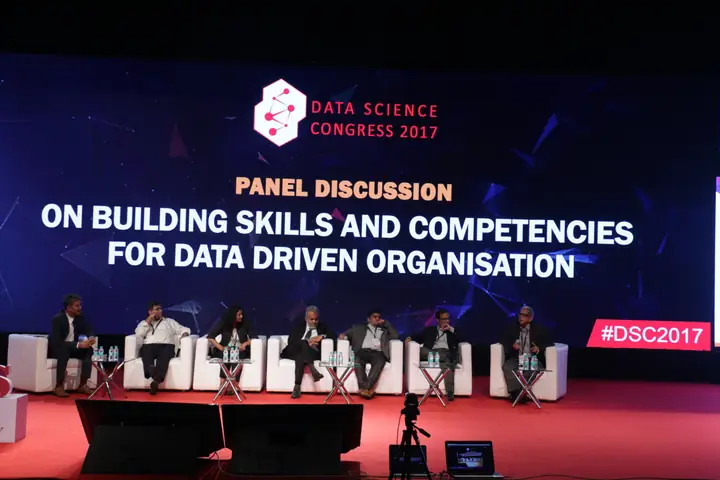 DATA SCIENCE
CONGRESS 2017
PANEL DISCUSSION
ON BUILDING SKILLS AND COMPETENCIES
FOR DATA DRIVEN ORGANISATION
#DSC2017